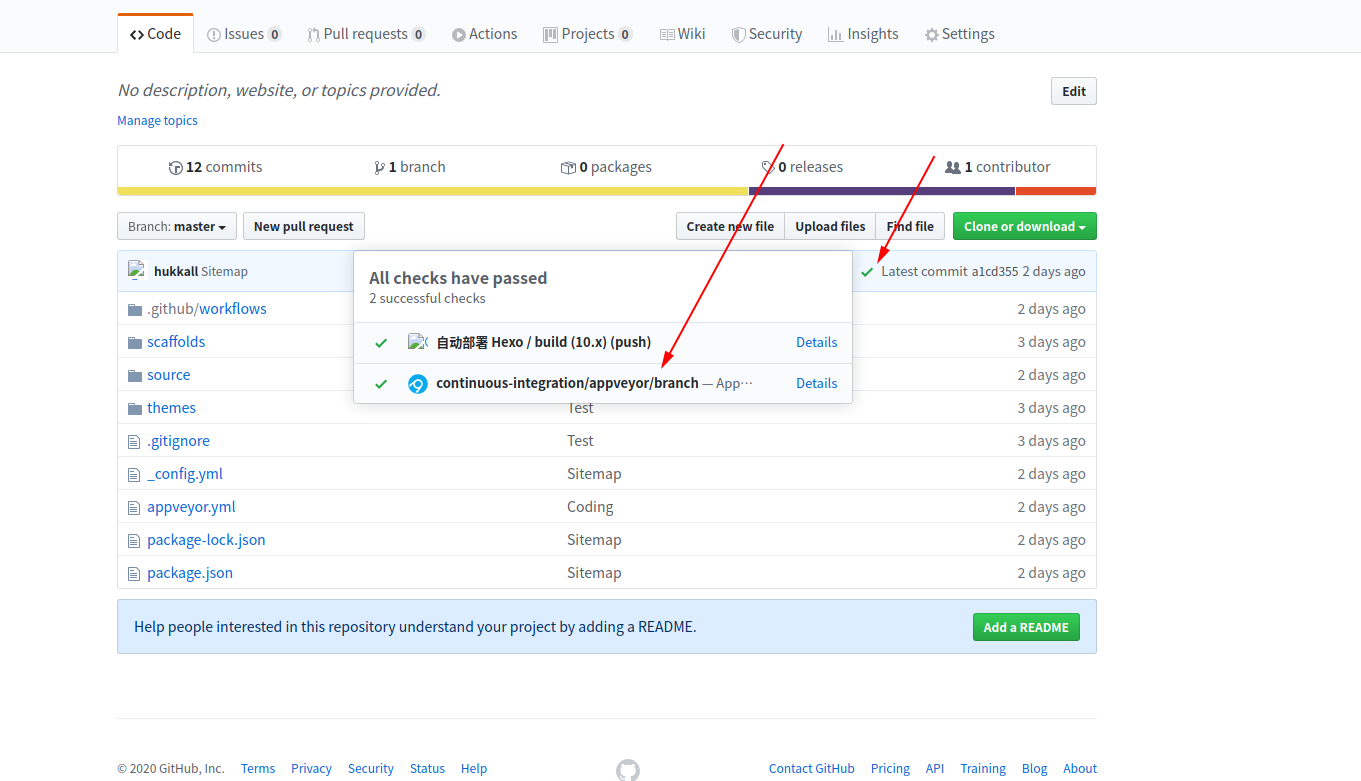 Code Issues 0 Pull requests 0 Actions Projects 0 Wiki Security Insights Settings
No description, website, or topics provided. Edit
Manage topics
12 commits 1 branch 0 packages 0 releases 1 contributor
Branch: master New pull request Create new file Upload files Find file Clone or download
hukkall Sitemap Latest commit a1cd355 2 days ago
All checks have passed
2 successful checks
自动部署 Hexo / build (10.x) (push) Details
continuous-integration/appveyor/branch — App··· Details
.github/workflows 2 days ago
scaffolds 3 days ago
source 2 days ago
themes Test 3 days ago
.gitignore Test 3 days ago
_config.yml Sitemap 2 days ago
appveyor.yml Coding 2 days ago
package-lock.json Sitemap 2 days ago
package.json Sitemap 2 days ago
Help people interested in this repository understand your project by adding a README. Add a README
© 2020 GitHub, Inc. Terms Privacy Security Status Help Contact GitHub Pricing API Training Blog About